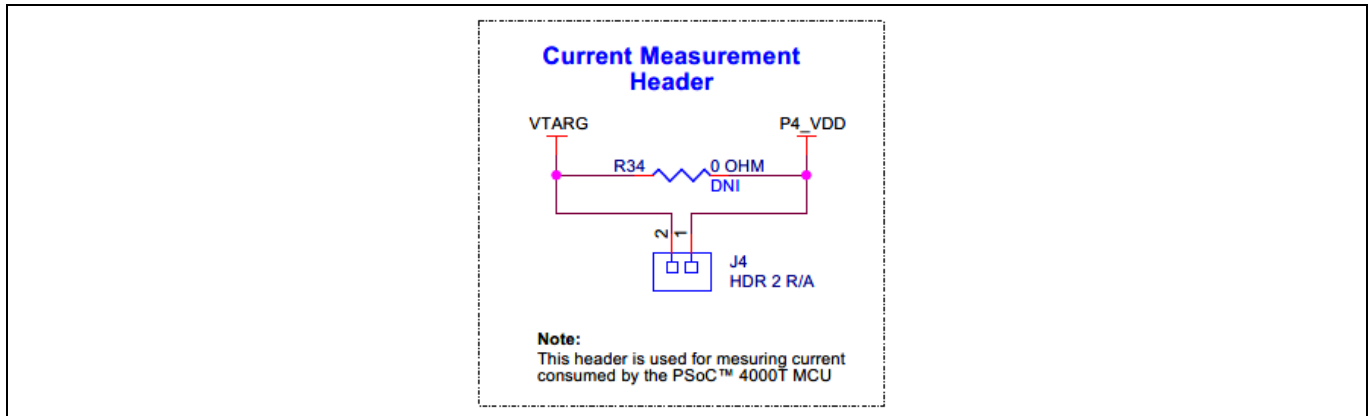 Current Measurement
Header
VTARG
P4_VDD
R34
0 OHM
DNI
2
1
J4
HDR 2 R/A
Note:
This header is used for mesuring current
consumed by the PSoC™ 4000T MCU